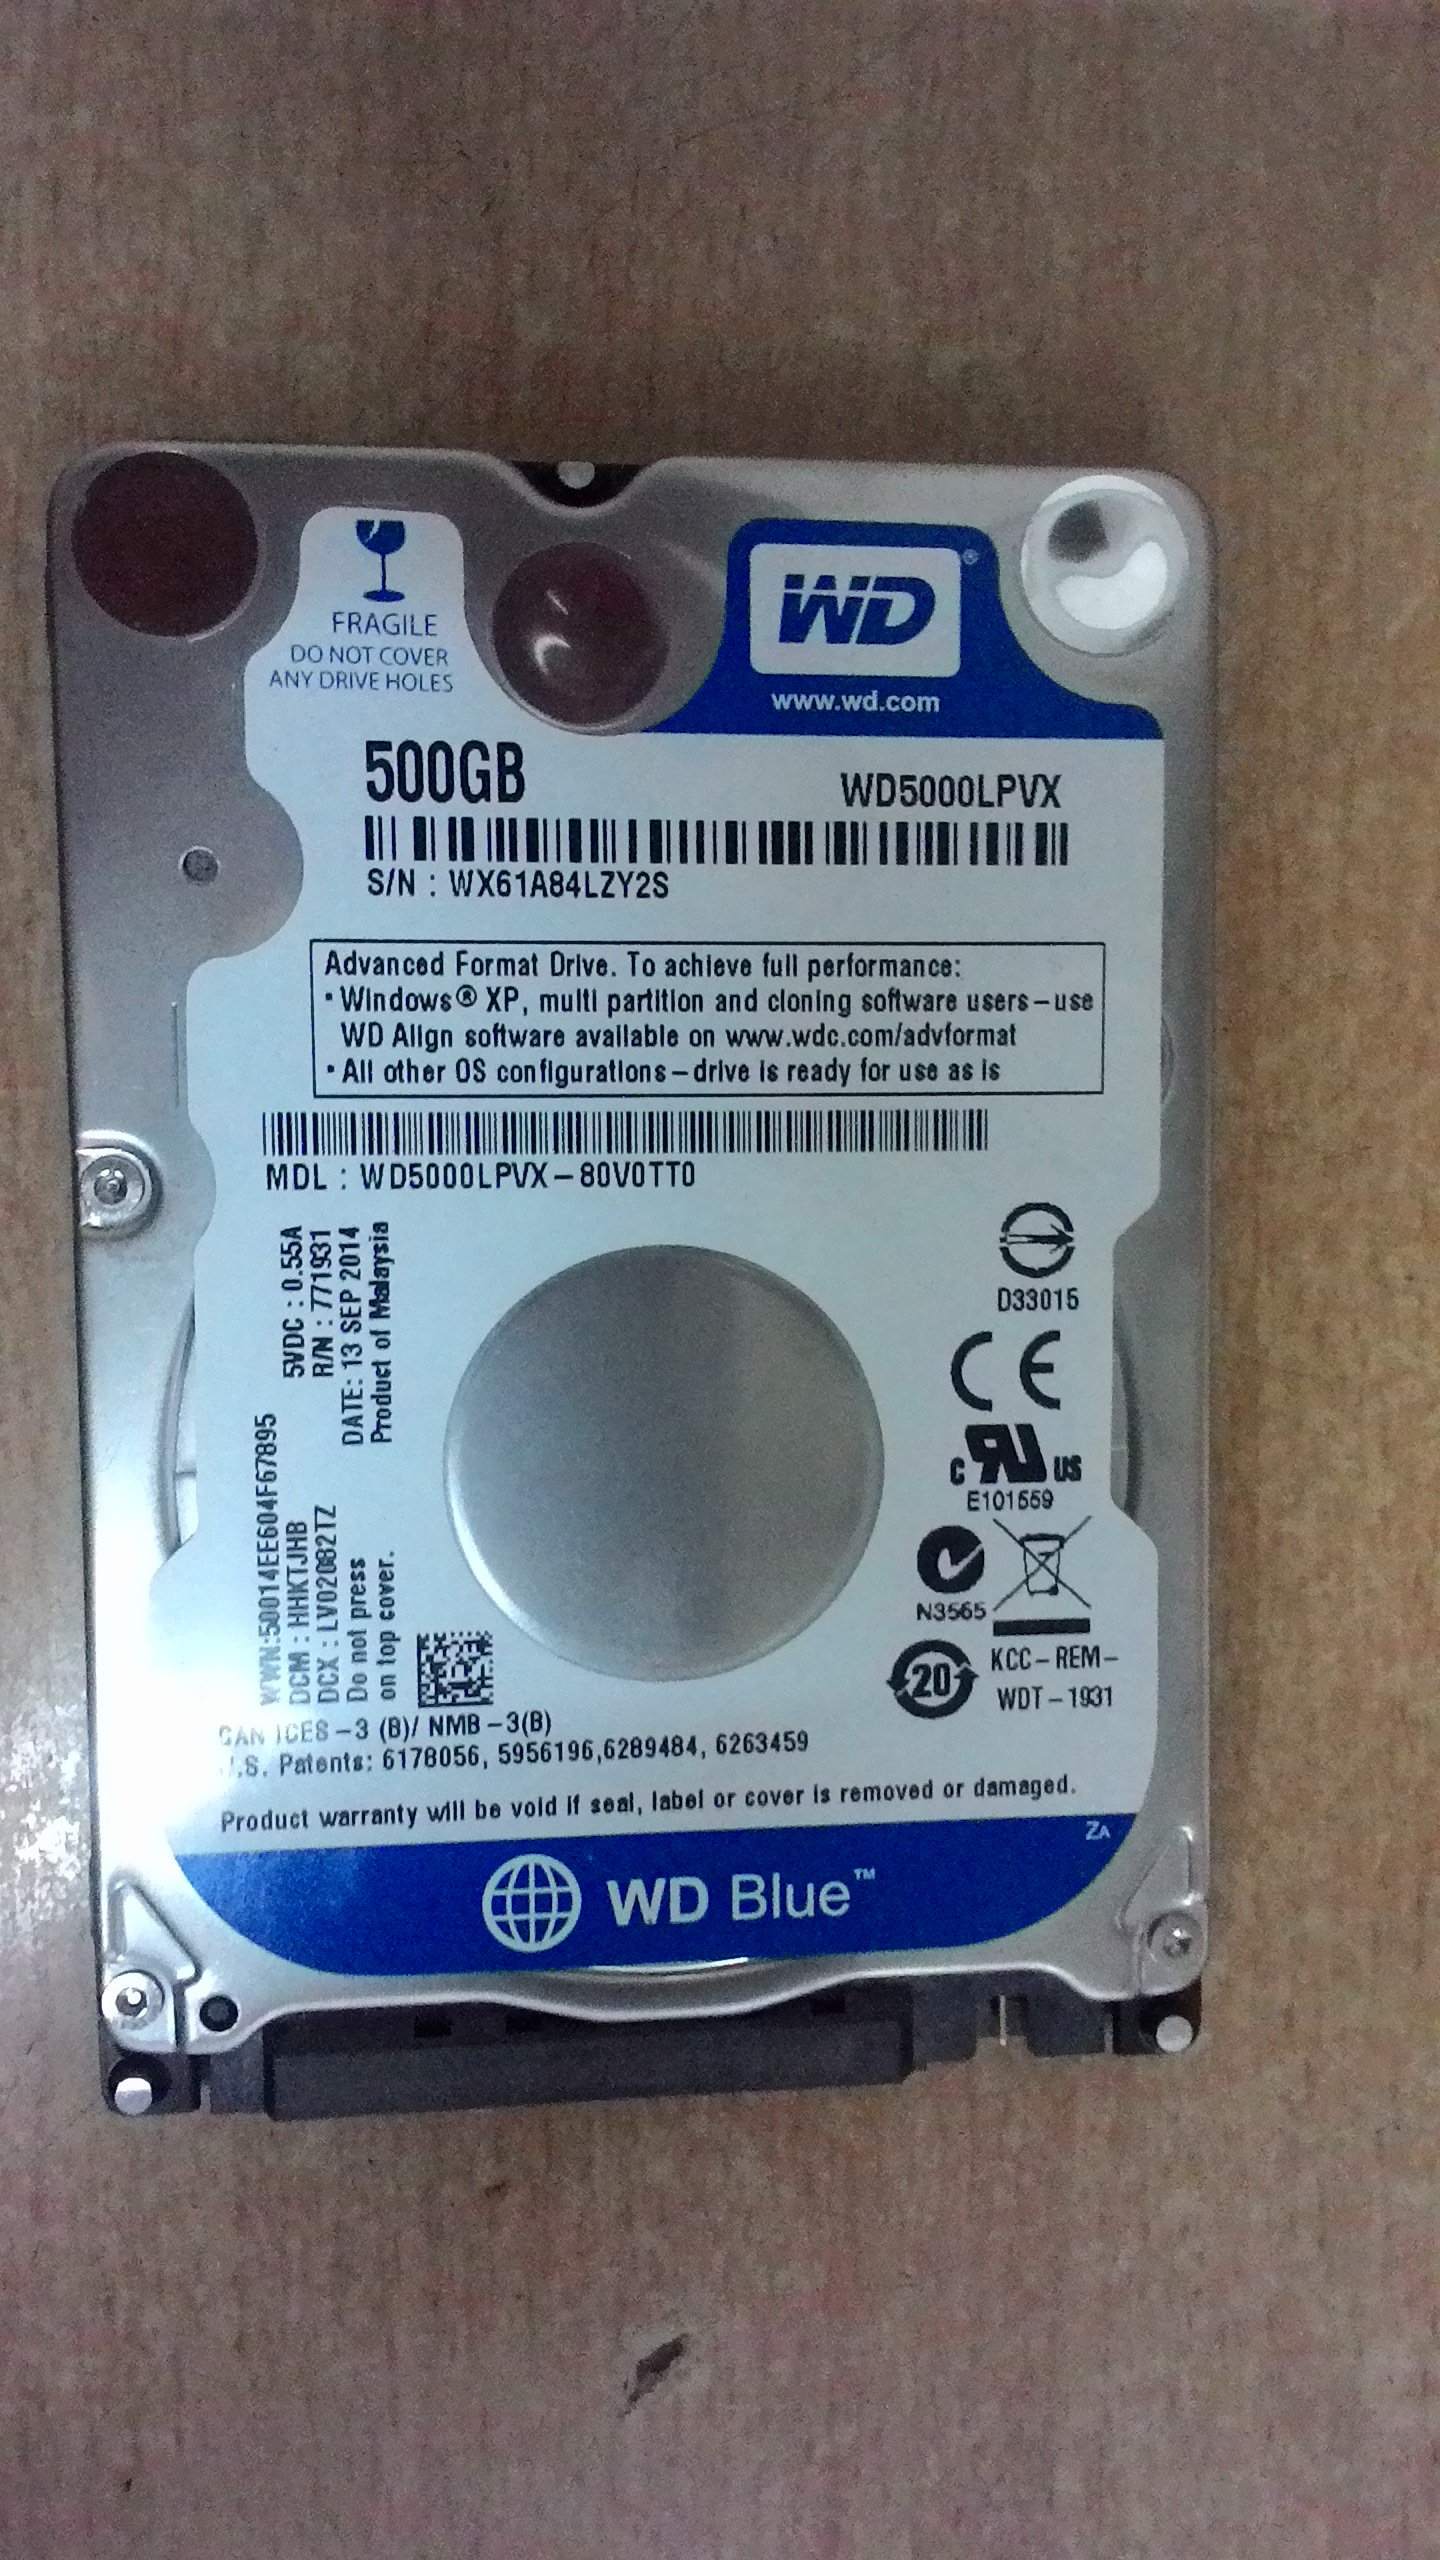 FRAGILE
DO NOT COVER
ANY DRIVE HOLES
WD®
www.wd.com
500GB
WD5000LPVX
S/N : WX61A84LZY2S
Advanced Format Drive. To achieve full performance:
• Windows® XP, multi partition and cloning software users – use
WD Align software available on www.wdc.com/advformat
• All other OS configurations – drive is ready for use as is
MDL : WD5000LPVX – 80V0TT0
5VDC : 0.55A
R/N : 771931
DATE: 13 SEP 2014
Product of Malaysia
WWN:50014EE604F67895
DCM : HHKTJHB
DCX : LV02082TZ
Do not press
on top cover.
D33015
CE
C RU US
E101559
N3565
20
KCC – REM –
WDT – 1931
CAN ICES – 3 (B)/ NMB – 3(B)
U.S. Patents: 6178056, 5956196,6289484, 6263459
Product warranty will be void if seal, label or cover is removed or damaged.
ZA
WD Blue™